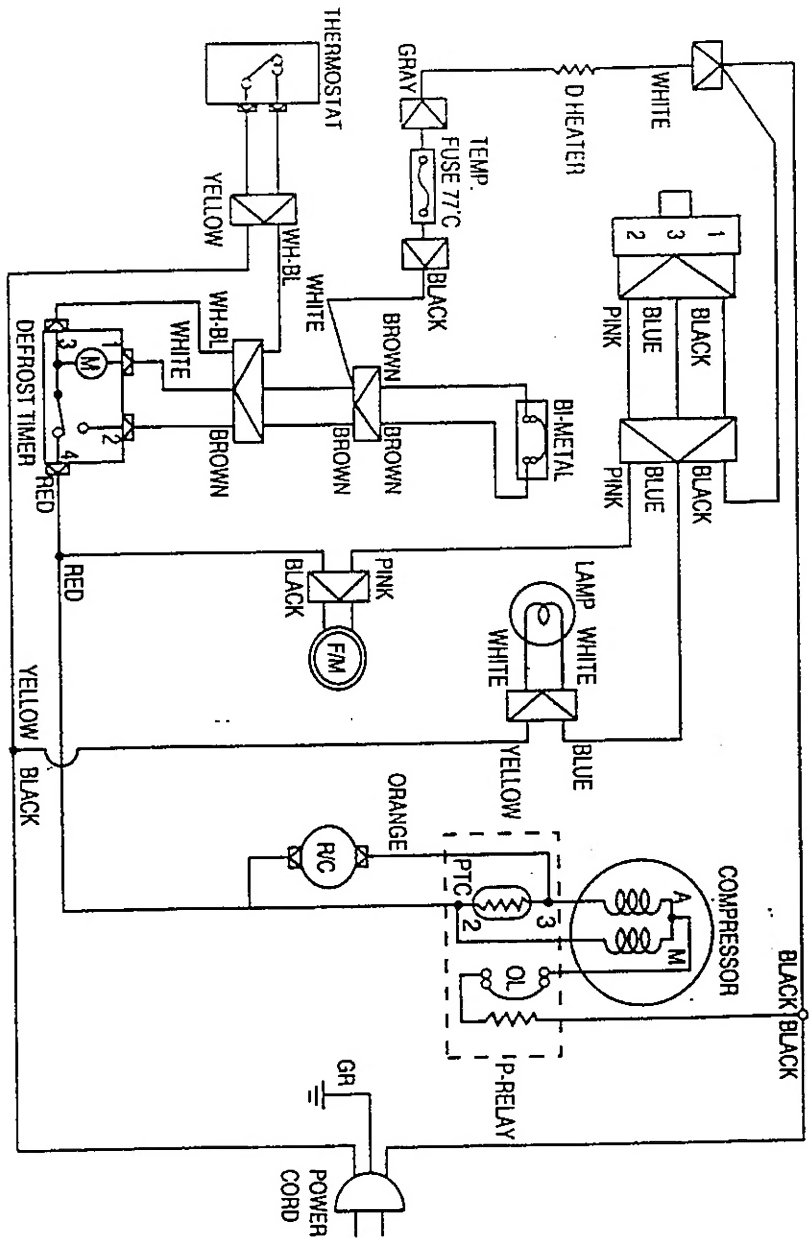 THERMOSTAT
YELLOW
WH-BL
GRAY
TEMP.
FUSE 77°C
BLACK
D HEATER
WHITE
1
3
2
PINK
BLUE
BLACK
PINK
BLUE
BLACK
WHITE
WH-BL
WHITE
BROWN
BROWN
BROWN
BROWN
BI-METAL
DEFROST TIMER
1
2
3
4
M
RED
RED
BLACK
PINK
F/M
LAMP
WHITE
WHITE
YELLOW
BLUE
YELLOW
BLACK
ORANGE
R/C
PTC
2
3
OL
P-RELAY
A
M
COMPRESSOR
BLACK
BLACK
GR
POWER
CORD